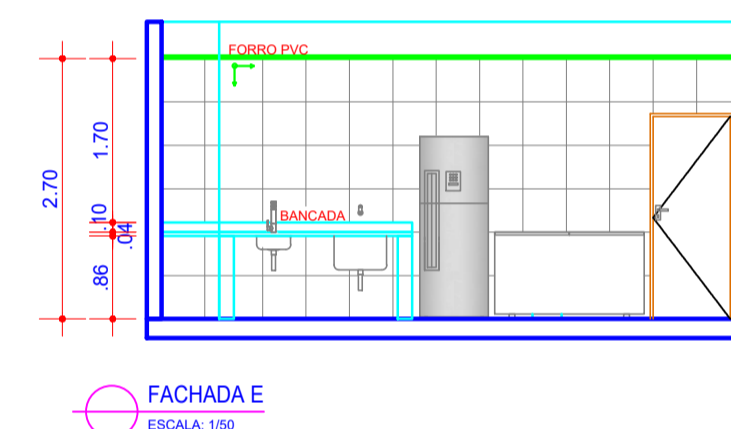 FORRO PVC
2.70
1.70
.10
.04
.86
BANCADA
FACHADA E
ESCALA: 1/50